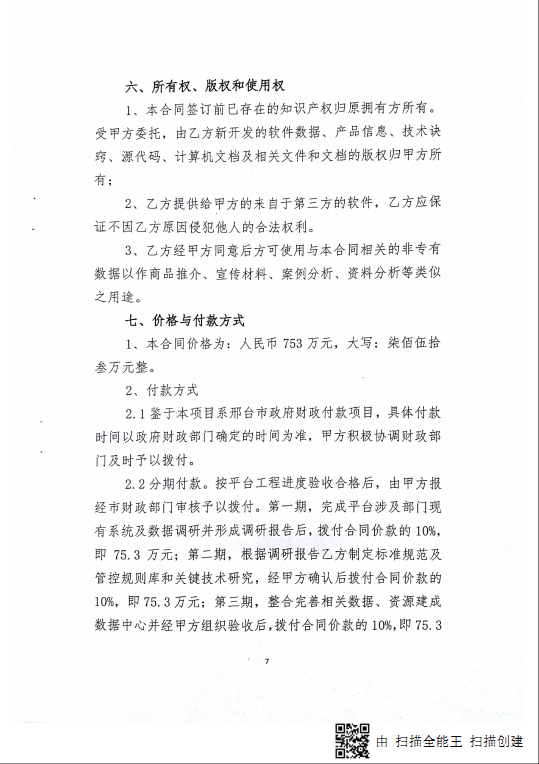 六、所有权、版权和使用权
1、本合同签订前已存在的知识产权归原拥有方所有。
受甲方委托，由乙方新开发的软件数据、产品信息、技术诀
窍、源代码、计算机文档及相关文件和文档的版权归甲方所
有；
2、乙方提供给甲方的来自于第三方的软件，乙方应保
证不因乙方原因侵犯他人的合法权利。
3、乙方经甲方同意后方可使用与本合同相关的非专有
数据以作商品推介、宣传材料、案例分析、资料分析等类似
之用途。
七、价格与付款方式
1、本合同价格为：人民币 753 万元，大写：柒佰伍拾
叁万元整。
2、付款方式
2.1 鉴于本项目系邢台市政府财政付款项目，具体付款
时间以政府财政部门确定的时间为准，甲方积极协调财政部
门及时予以拨付。
2.2 分期付款。按平台工程进度验收合格后，由甲方报
经市财政部门审核予以拨付。第一期，完成平台涉及部门现
有系统及数据调研并形成调研报告后，拨付合同价款的 10%，
即 75.3 万元；第二期，根据调研报告乙方制定标准规范及
管控规则库和关键技术研究，经甲方确认后拨付合同价款的
10%，即 75.3 万元；第三期，整合完善相关数据、资源建成
数据中心并经甲方组织验收后，拨付合同价款的 10%，即 75.3
7
由 扫描全能王 扫描创建